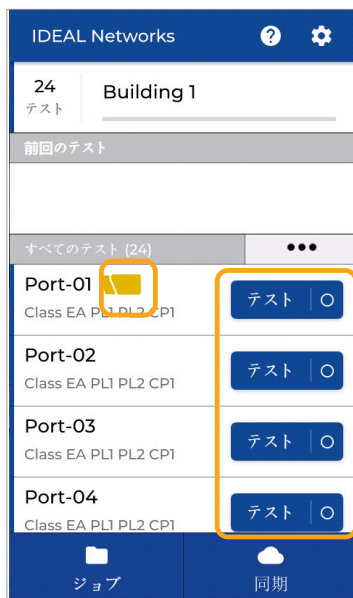 IDEAL Networks
24
テスト
Building 1
前回のテスト
すべてのテスト (24)
Port-01
Class EA PL1 PL2 CP1
テスト
Port-02
Class EA PL1 PL2 CP1
テスト
Port-03
Class EA PL1 PL2 CP1
テスト
Port-04
Class EA PL1 PL2 CP1
テスト
ジョブ
同期